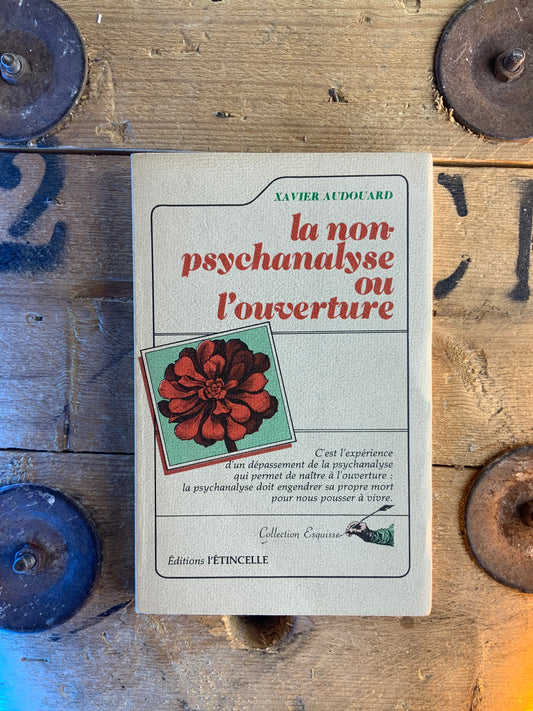 XAVIER AUDOUARD
la non-
psychanalyse
ou
l'ouverture
C'est l'expérience
d'un dépassement de la psychanalyse
qui permet de naître à l'ouverture :
la psychanalyse doit engendrer sa propre mort
pour nous pousser à vivre.
Collection Esquisse
Éditions l'ÉTINCELLE
2